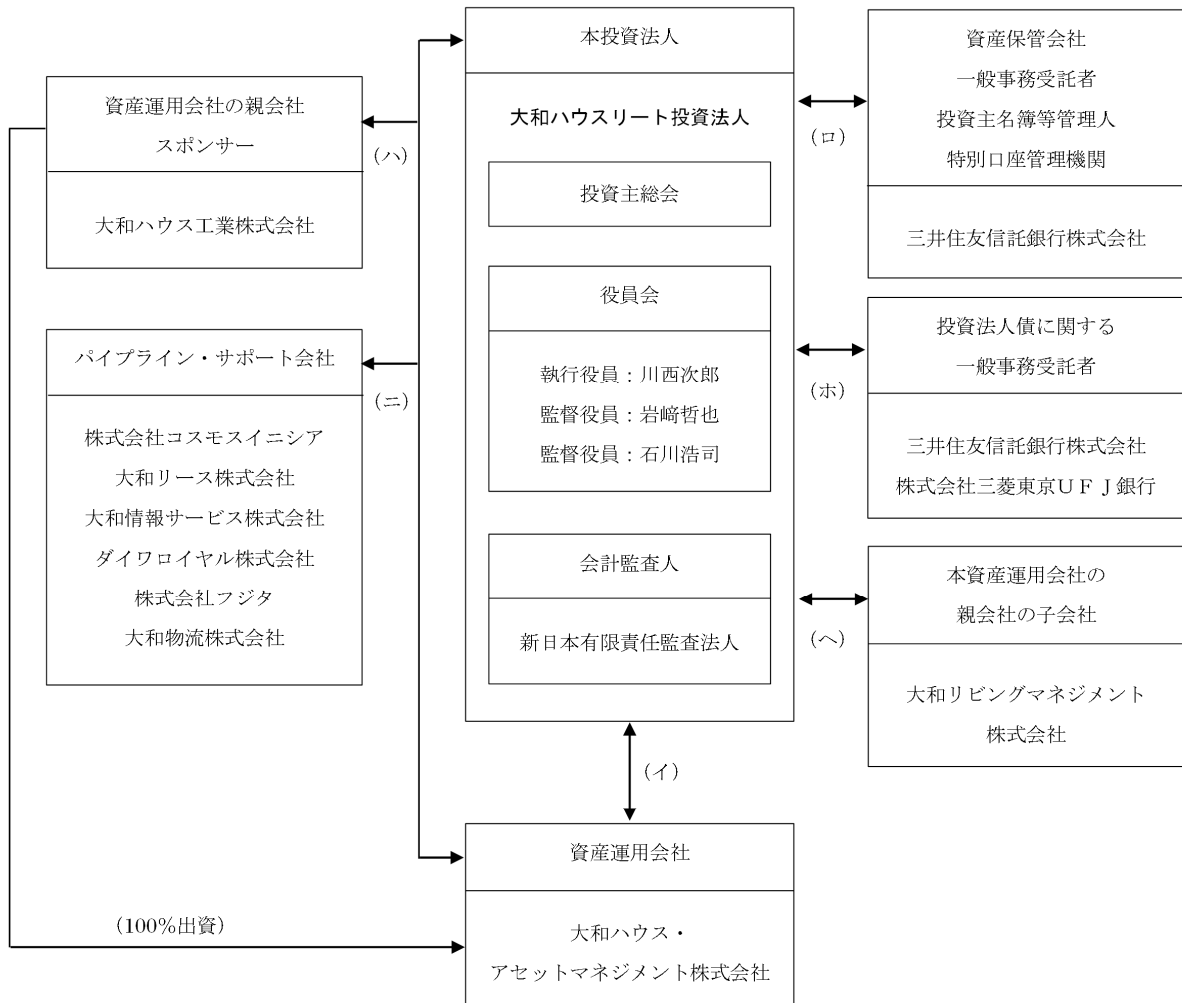 本投資法人
大和ハウスリート投資法人
投資主総会
役員会
執行役員：川西次郎
監督役員：岩﨑哲也
監督役員：石川浩司
会計監査人
新日本有限責任監査法人
資産運用会社の親会社
スポンサー
大和ハウス工業株式会社
(ハ)
パイプライン・サポート会社
株式会社コスモスイニシア
大和リース株式会社
大和情報サービス株式会社
ダイワロイヤル株式会社
株式会社フジタ
大和物流株式会社
(ニ)
資産保管会社
一般事務受託者
投資主名簿等管理人
特別口座管理機関
三井住友信託銀行株式会社
(ロ)
投資法人債に関する
一般事務受託者
三井住友信託銀行株式会社
株式会社三菱東京ＵＦＪ銀行
(ホ)
本資産運用会社の
親会社の子会社
大和リビングマネジメント
株式会社
(ヘ)
(イ)
資産運用会社
大和ハウス・
アセットマネジメント株式会社
(100%出資)